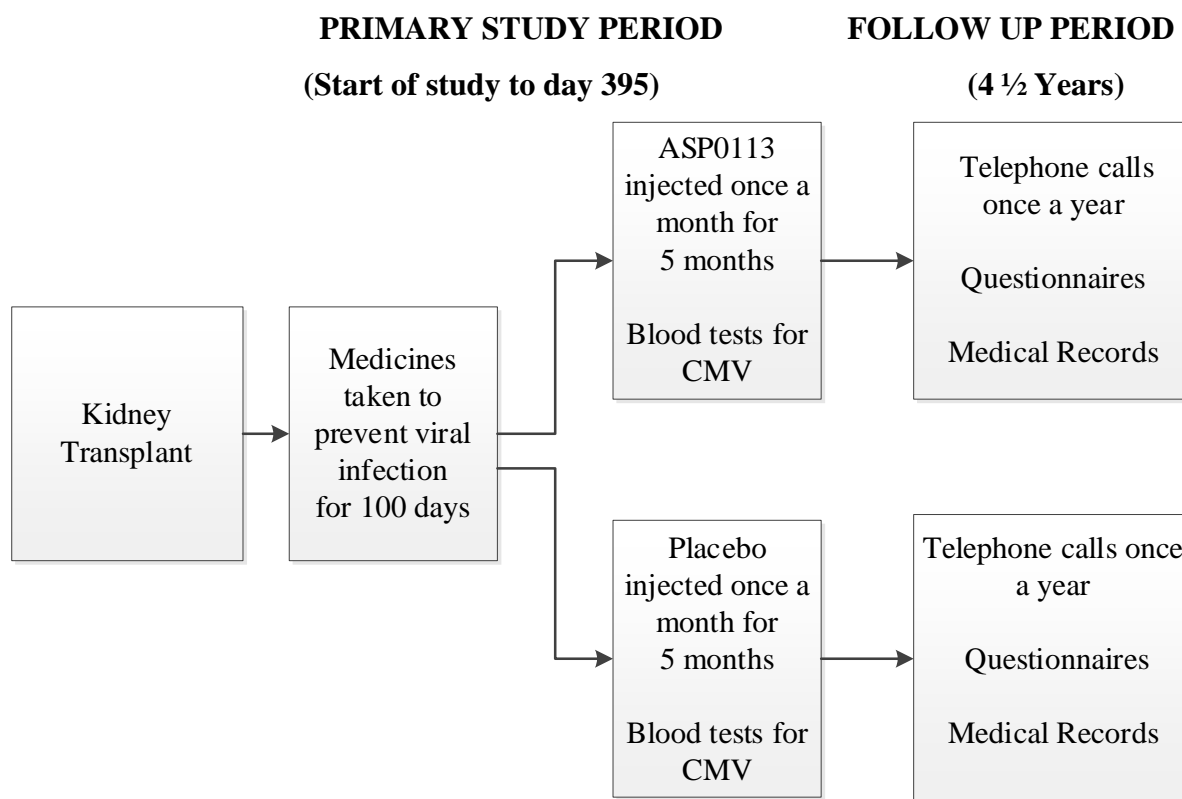 PRIMARY STUDY PERIOD
(Start of study to day 395)
FOLLOW UP PERIOD
(4 ½ Years)
Kidney
Transplant
Medicines
taken to
prevent viral
infection
for 100 days
ASP0113
injected once a
month for
5 months
Blood tests for
CMV
Telephone calls
once a year
Questionnaires
Medical Records
Placebo
injected once a
month for
5 months
Blood tests for
CMV
Telephone calls once
a year
Questionnaires
Medical Records